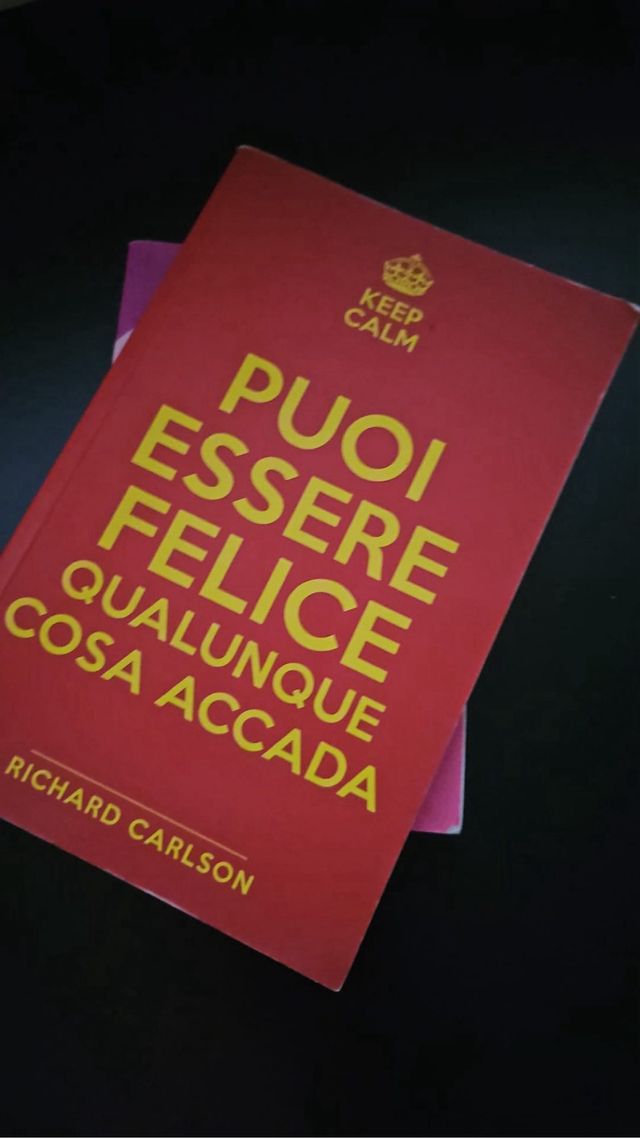 KEEP
CALM
PUOI
ESSERE
FELICE
QUALUNQUE
COSA ACCADA
RICHARD CARLSON